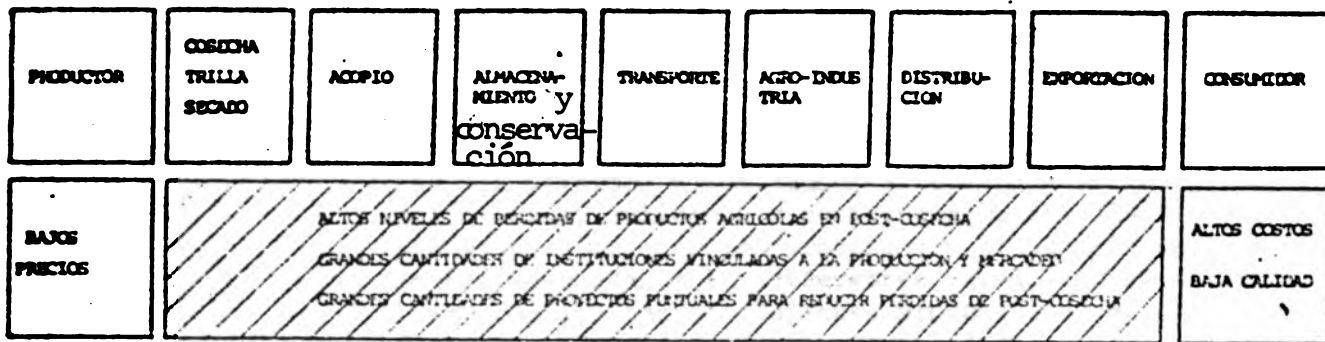 PRODUCTOR
COSECHA
TRILLA
SECADO
ACOPIO
ALMACENA-
MIENTO y
conserva-
ción
TRANSPORTE
AGRO-INDUS
TRIA
DISTRIBU-
CION
EXPORTACION
CONSUMIDOR
BAJOS
PRECIOS
ALTOS NIVELES DE PERDIDAS DE PRODUCTOS AGRICOLAS EN POST-COSECHA
GRANDES CANTIDADES DE INSTITUCIONES VINCULADAS A LA PRODUCCION Y MERCADEO
GRANDES CANTIDADES DE PROYECTOS PUNTUALES PARA REDUCIR PERDIDAS DE POST-COSECHA
ALTOS COSTOS
BAJA CALIDAD